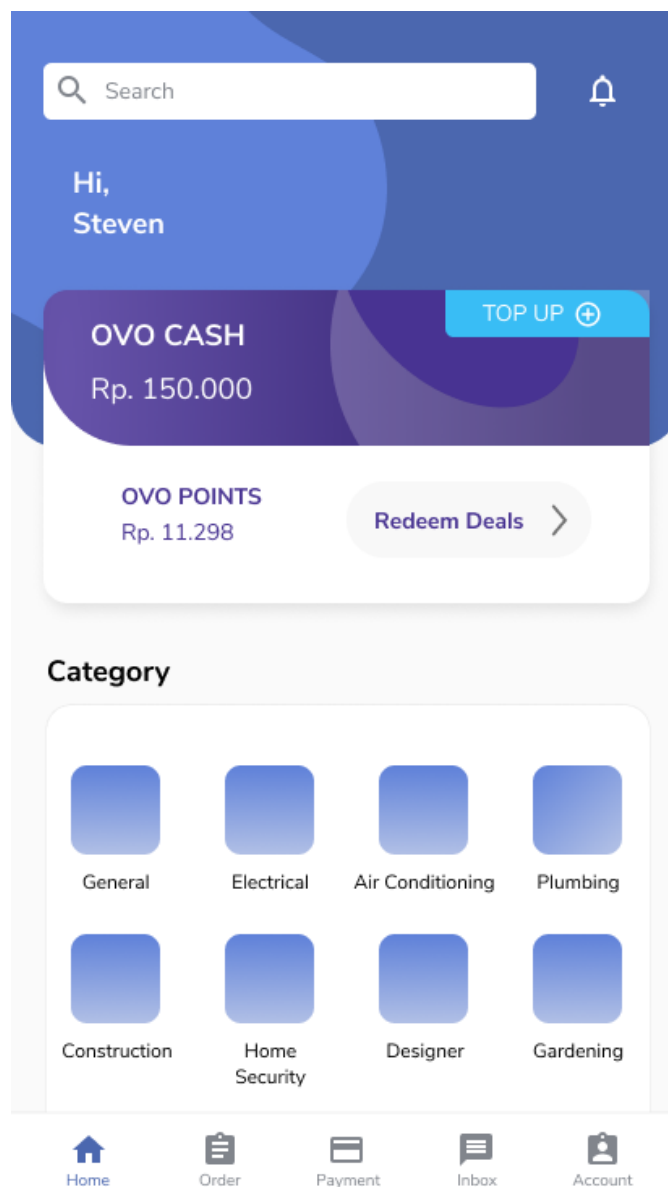 Search
Hi,
Steven
TOP UP
OVO CASH
Rp. 150.000
OVO POINTS
Rp. 11.298
Redeem Deals
Category
General
Electrical
Air Conditioning
Plumbing
Construction
Home
Security
Designer
Gardening
Home
Order
Payment
Inbox
Account